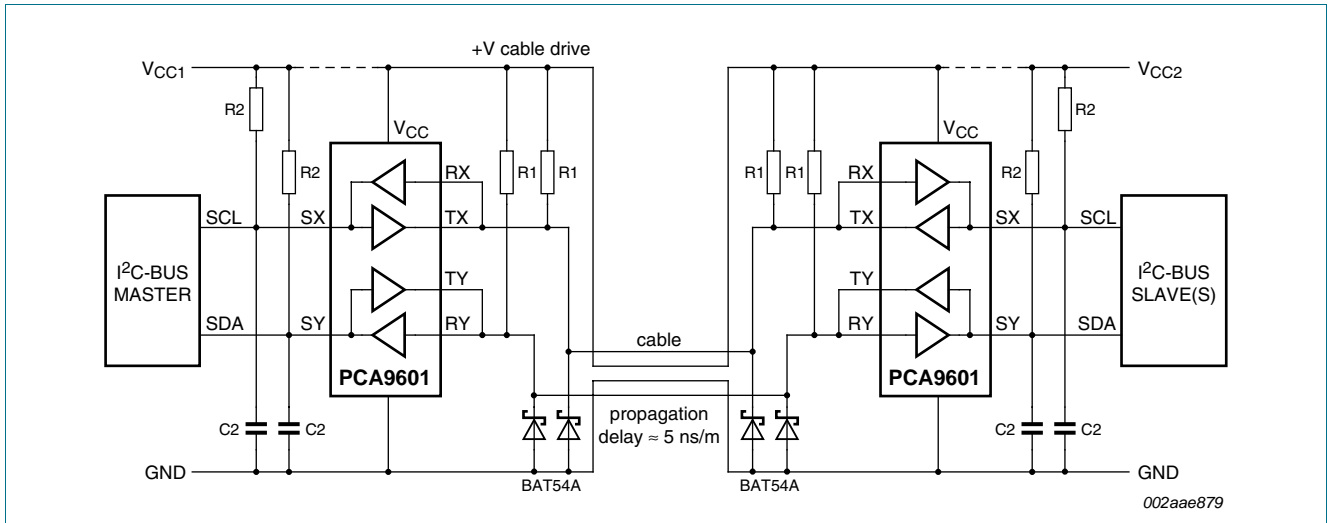 +V cable drive
VCC1
VCC2
R2
R2
VCC
R1
R1
RX
TX
SCL
SX
I²C-BUS
MASTER
TY
SDA
SY
RY
PCA9601
C2
C2
GND
BAT54A
cable
propagation
delay ≈ 5 ns/m
R1
R1
VCC
RX
TX
SX
SCL
TY
RY
SY
SDA
PCA9601
R2
R2
I²C-BUS
SLAVE(S)
C2
C2
BAT54A
GND
002aae879